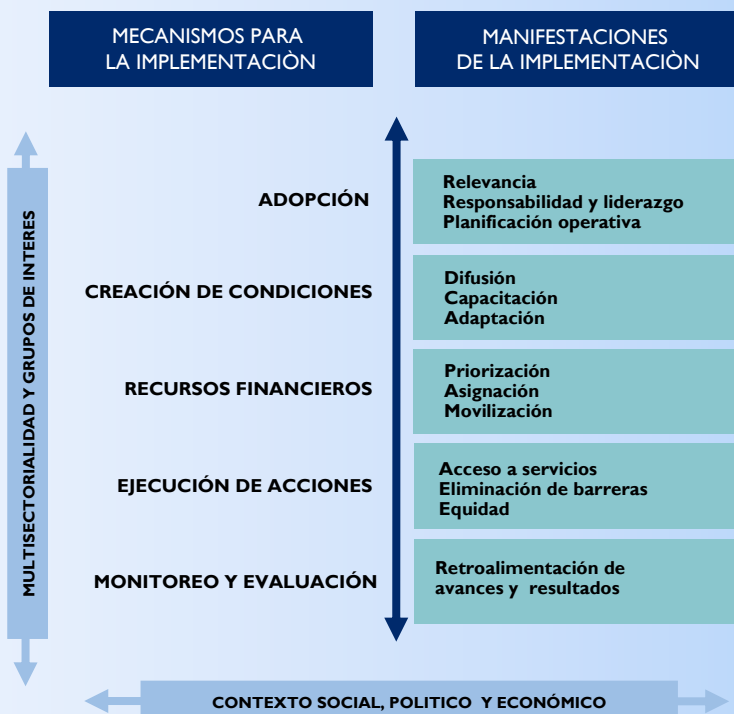 MECANISMOS PARA
LA IMPLEMENTACIÒN
MANIFESTACIONES
DE LA IMPLEMENTACIÒN
MULTISECTORIALIDAD Y GRUPOS DE INTERES
ADOPCIÓN
Relevancia
Responsabilidad y liderazgo
Planificación operativa
CREACIÓN DE CONDICIONES
Difusión
Capacitación
Adaptación
RECURSOS FINANCIEROS
Priorización
Asignación
Movilización
EJECUCIÓN DE ACCIONES
Acceso a servicios
Eliminación de barreras
Equidad
MONITOREO Y EVALUACIÓN
Retroalimentación de
avances y resultados
CONTEXTO SOCIAL, POLITICO Y ECONÓMICO